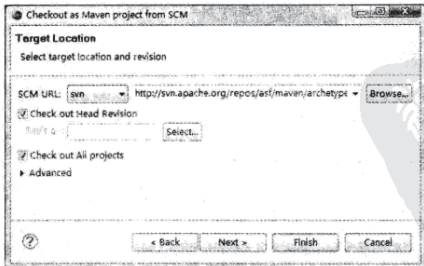 Checkout as Maven project from SCM
Target Location
Select target location and revision
SCM URL: svn http://svn.apache.org/repos/asf/maven/archetype Browse...
Check out Head Revision
Select...
Check out All projects
Advanced
< Back Next > Finish Cancel